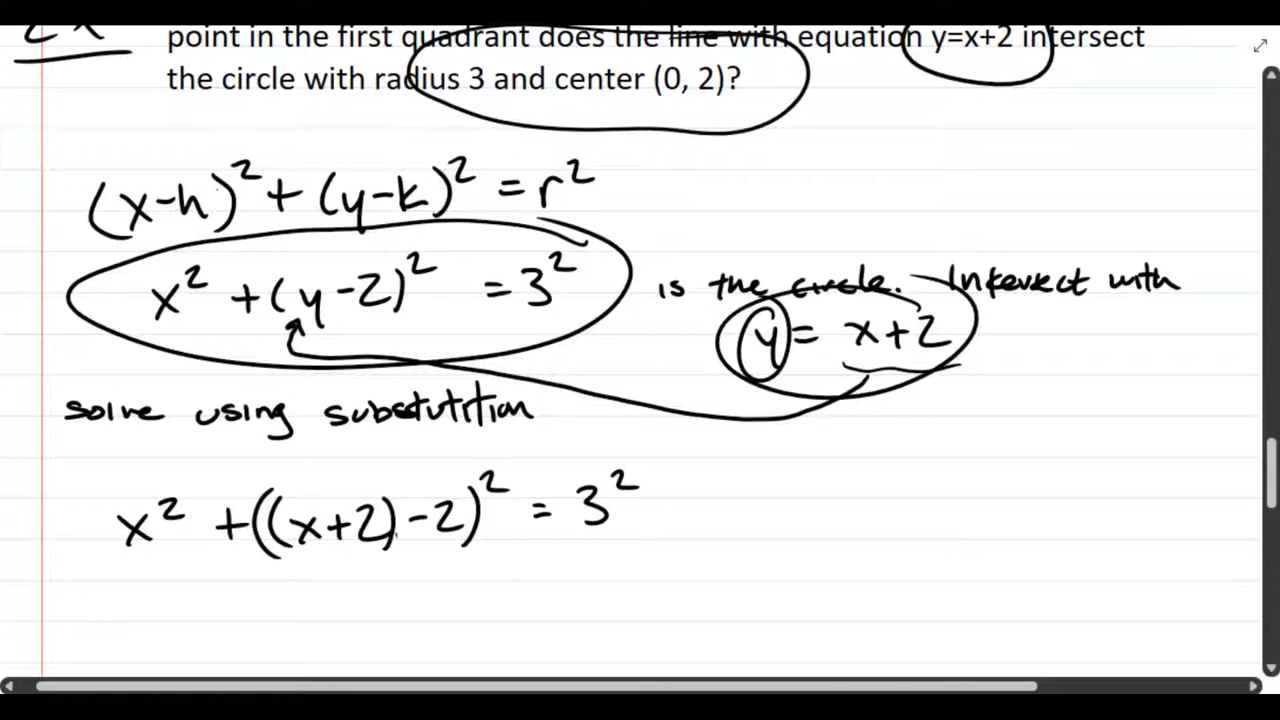 Ex
point in the first quadrant does the line with equation y=x+2 intersect
the circle with radius 3 and center (0, 2)?
(x-h)² + (y-k)² = r²
x² + (y-2)² = 3² is the circle. Intersect with
y = x+2
solve using substutition
x² + ((x+2)-2)² = 3²